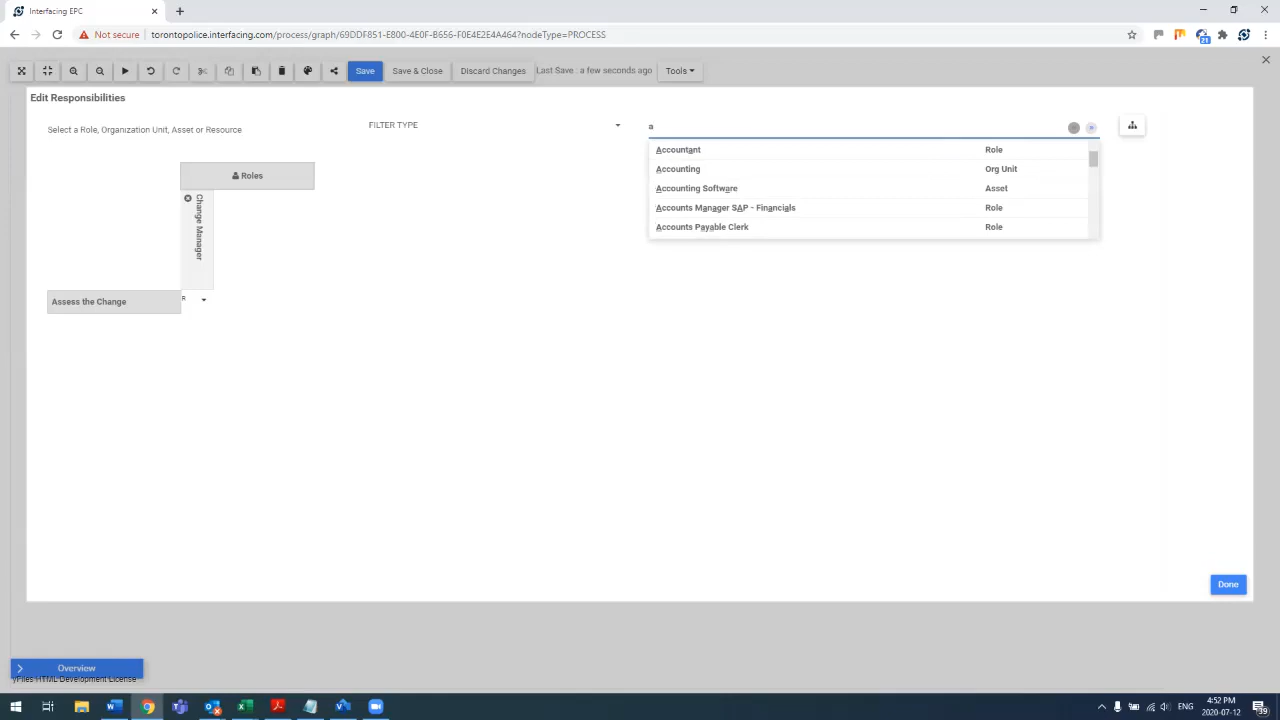 Interfacing EPC
Not secure
torontopolice.interfacing.com/process/graph/69DDF851-E800-4E0F-B656-F0E4E2E4A464?nodeType=PROCESS
21
Save
Save & Close
Discard Changes
Last Save : a few seconds ago
Tools
Edit Responsibilities
Select a Role, Organization Unit, Asset or Resource
FILTER TYPE
a
Accountant Role
Accounting Org Unit
Accounting Software Asset
Accounts Manager SAP - Financials Role
Accounts Payable Clerk Role
Roles
Change Manager
Assess the Change
R
Done
Overview
yFiles HTML Development License
ENG
4:52 PM
2020-07-12
39